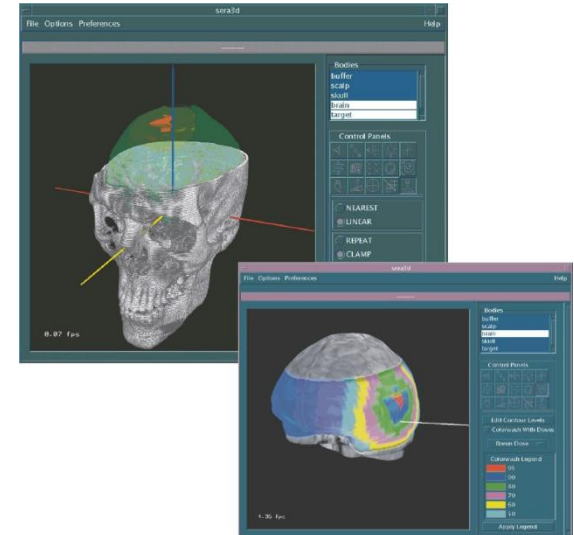 sera3d
File Options Preferences Help
Bodies
buffer
scalp
skull
brain
target
Control Panels
NEAREST
LINEAR
REPEAT
CLAMP
0.07 fps
sera3d
File Options Preferences Help
Bodies
buffer
scalp
brain
skull
target
Control Panels
Edit Contour Levels
Colorwash With Doses
Boron Dose
Colorwash Legend
90
80
70
60
50
Apply Legend